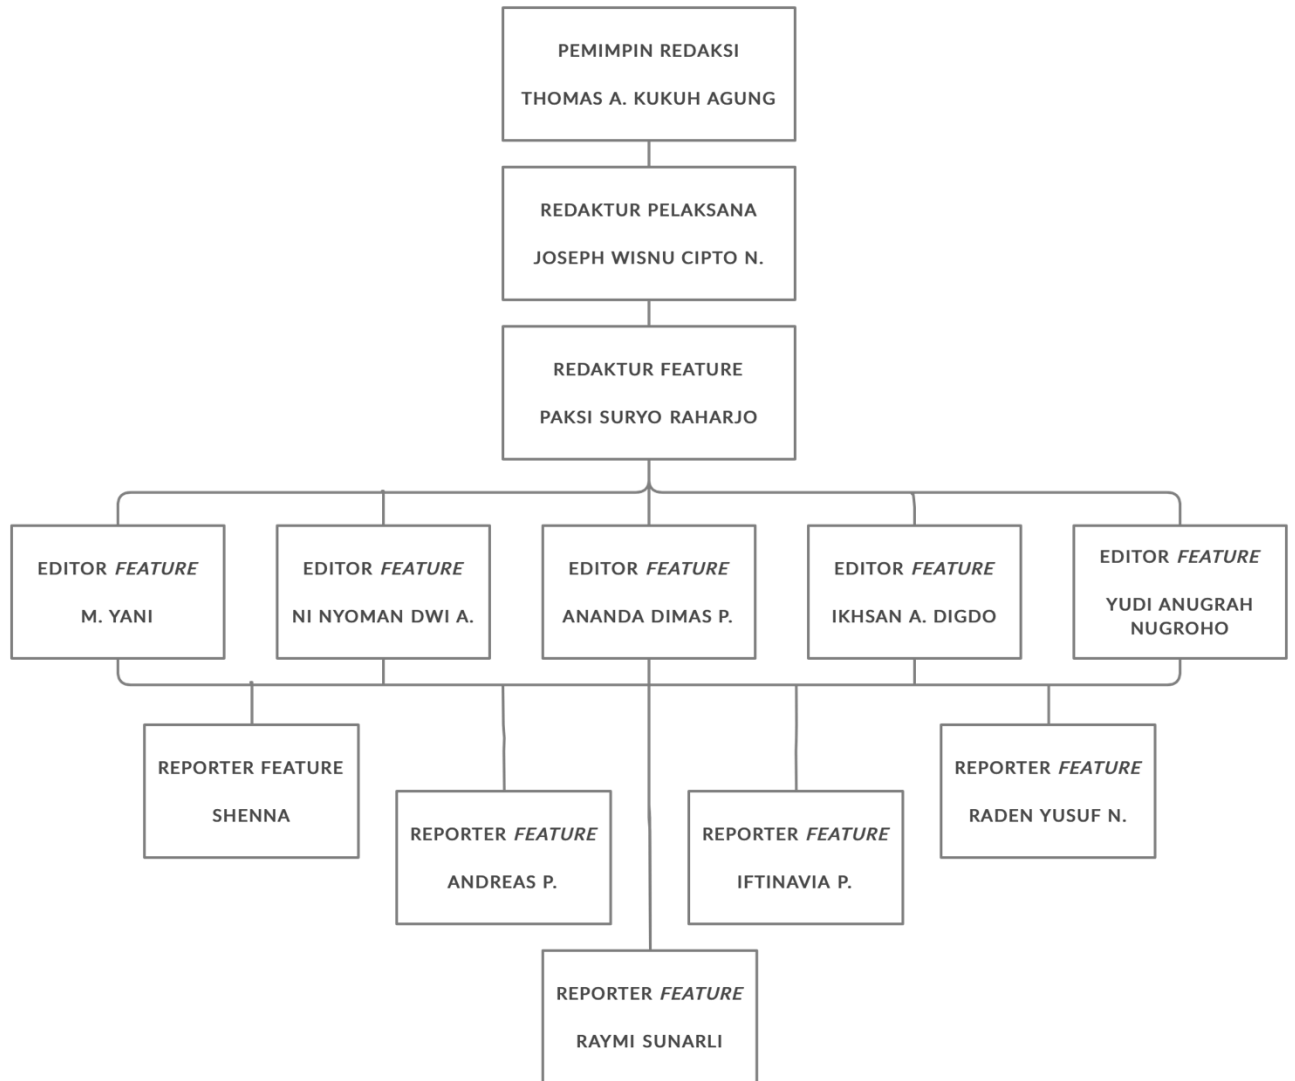 PEMIMPIN REDAKSI
THOMAS A. KUKUH AGUNG
REDAKTUR PELAKSANA
JOSEPH WISNU CIPTO N.
REDAKTUR FEATURE
PAKSI SURYO RAHARJO
EDITOR FEATURE
M. YANI
EDITOR FEATURE
NI NYOMAN DWI A.
EDITOR FEATURE
ANANDA DIMAS P.
EDITOR FEATURE
IKHSAN A. DIGDO
EDITOR FEATURE
YUDI ANUGRAH
NUGROHO
REPORTER FEATURE
SHENNA
REPORTER FEATURE
ANDREAS P.
REPORTER FEATURE
IFTINAVIA P.
REPORTER FEATURE
RADEN YUSUF N.
REPORTER FEATURE
RAYMI SUNARLI